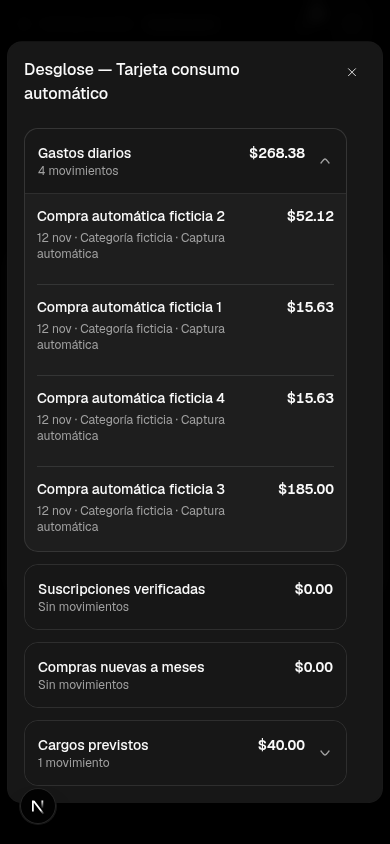 Desglose — Tarjeta consumo
automático
Gastos diarios $268.38
4 movimientos
Compra automática ficticia 2 $52.12
12 nov · Categoría ficticia · Captura
automática
Compra automática ficticia 1 $15.63
12 nov · Categoría ficticia · Captura
automática
Compra automática ficticia 4 $15.63
12 nov · Categoría ficticia · Captura
automática
Compra automática ficticia 3 $185.00
12 nov · Categoría ficticia · Captura
automática
Suscripciones verificadas $0.00
Sin movimientos
Compras nuevas a meses $0.00
Sin movimientos
Cargos previstos $40.00
1 movimiento
N